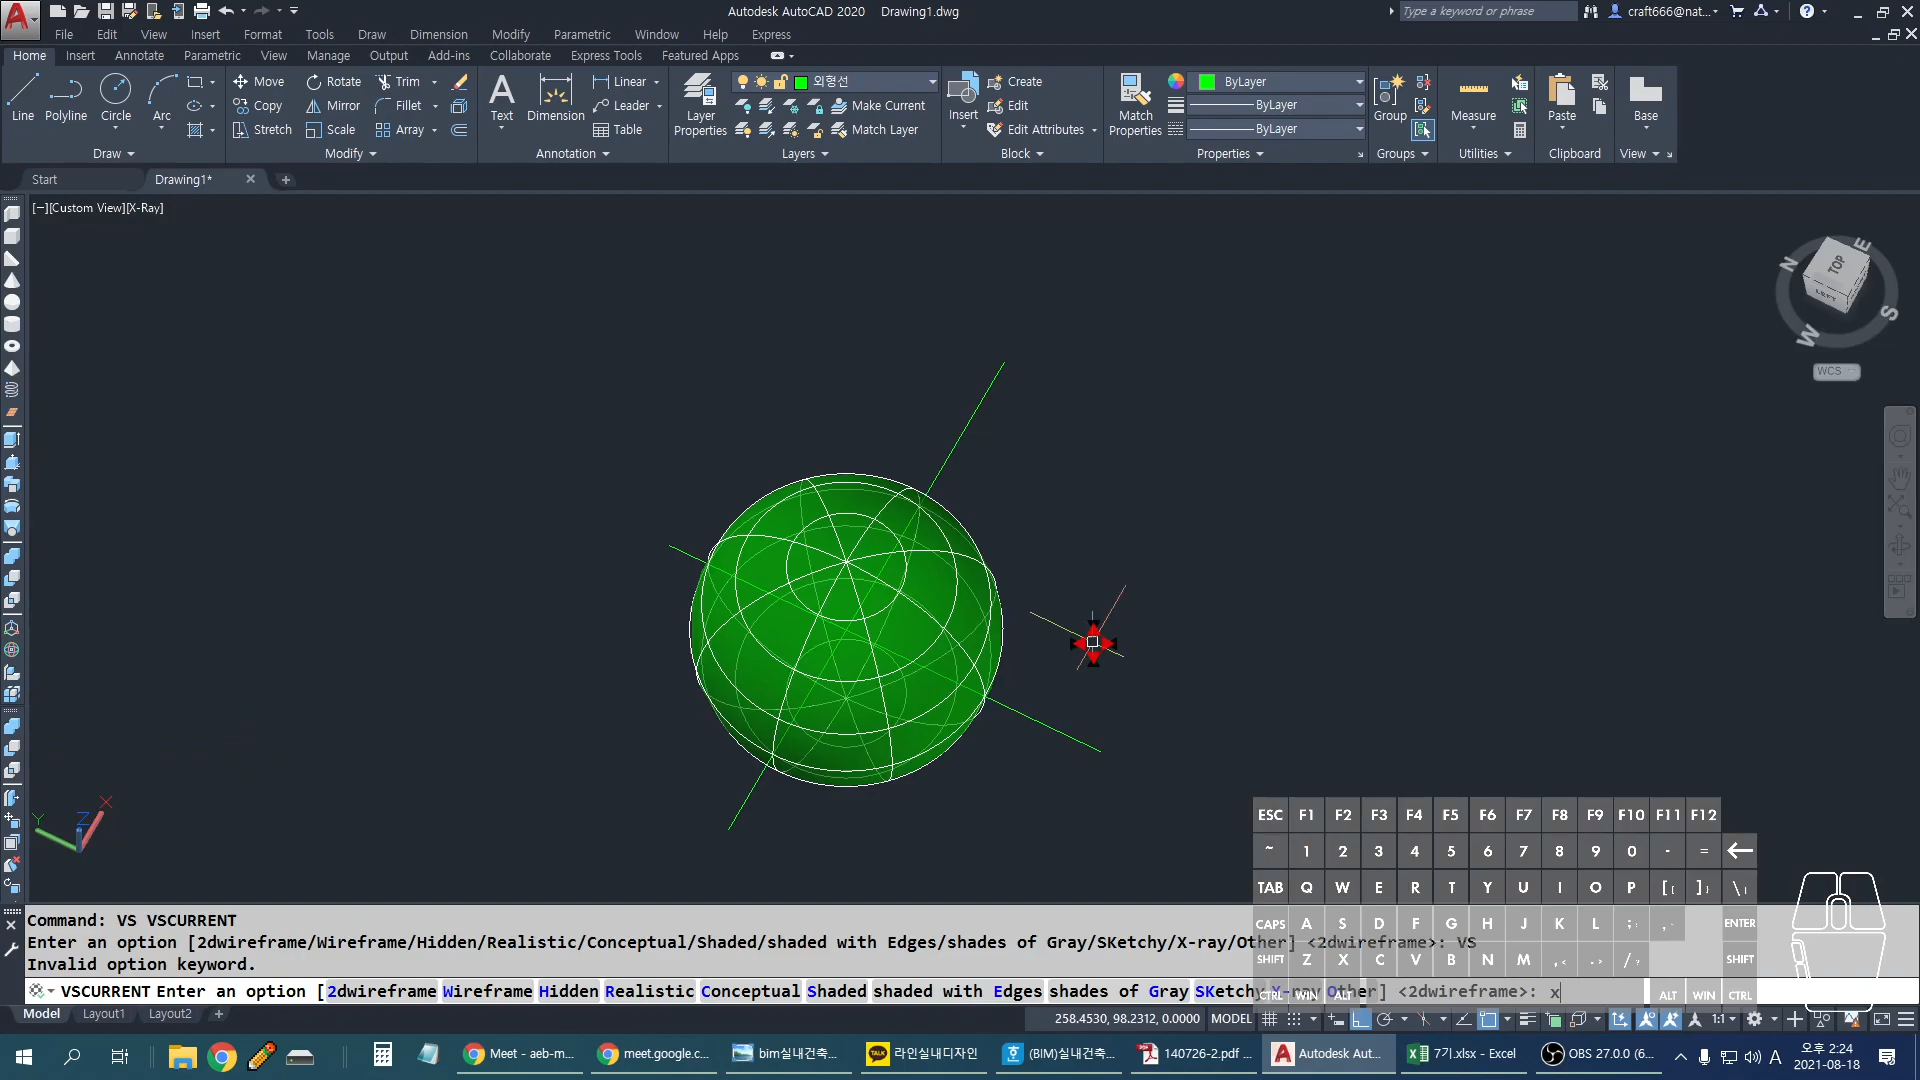 Autodesk AutoCAD 2020 Drawing1.dwg
Type a keyword or phrase
craft666@nat...
File Edit View Insert Format Tools Draw Dimension Modify Parametric Window Help Express
Home Insert Annotate Parametric View Manage Output Add-ins Collaborate Express Tools Featured Apps
Line Polyline Circle Arc
Move Rotate Trim
Copy Mirror Fillet
Stretch Scale Array
Text Dimension
Linear
Leader
Table
Layer Properties
외형선
Make Current
Match Layer
Insert
Create
Edit
Edit Attributes
Match Properties
ByLayer
ByLayer
ByLayer
Group
Measure
Paste
Base
Draw Modify Annotation Layers Block Properties Groups Utilities Clipboard View
Start Drawing1*
[−][Custom View][X-Ray]
TOP
LEFT
N
E
S
W
WCS
X
Y
Z
ESC F1 F2 F3 F4 F5 F6 F7 F8 F9 F10 F11 F12
~ 1 2 3 4 5 6 7 8 9 0 - =
TAB Q W E R T Y U I O P [{ ]} \|
CAPS A S D F G H J K L ;: ENTER
SHIFT Z X C V B N M ,< .> /? SHIFT
CTRL WIN ALT ALT WIN CTRL
Command: VS VSCURRENT
Enter an option [2dwireframe/Wireframe/Hidden/Realistic/Conceptual/Shaded/shaded with Edges/shades of Gray/SKetchy/X-ray/Other] <2dwireframe>: VS
Invalid option keyword.
VSCURRENT Enter an option [2dwireframe Wireframe Hidden Realistic Conceptual Shaded shaded with Edges shades of Gray SKetchy X-ray Other] <2dwireframe>: x
Model Layout1 Layout2
258.4530, 98.2312, 0.0000 MODEL
1:1
Meet - aeb-m...
meet.google.c...
bim실내건축...
TALK
라인실내디자인
(BIM)실내건축...
140726-2.pdf ...
Autodesk Aut...
7기.xlsx - Excel
OBS 27.0.0 (6...
A
오후 2:24
2021-08-18